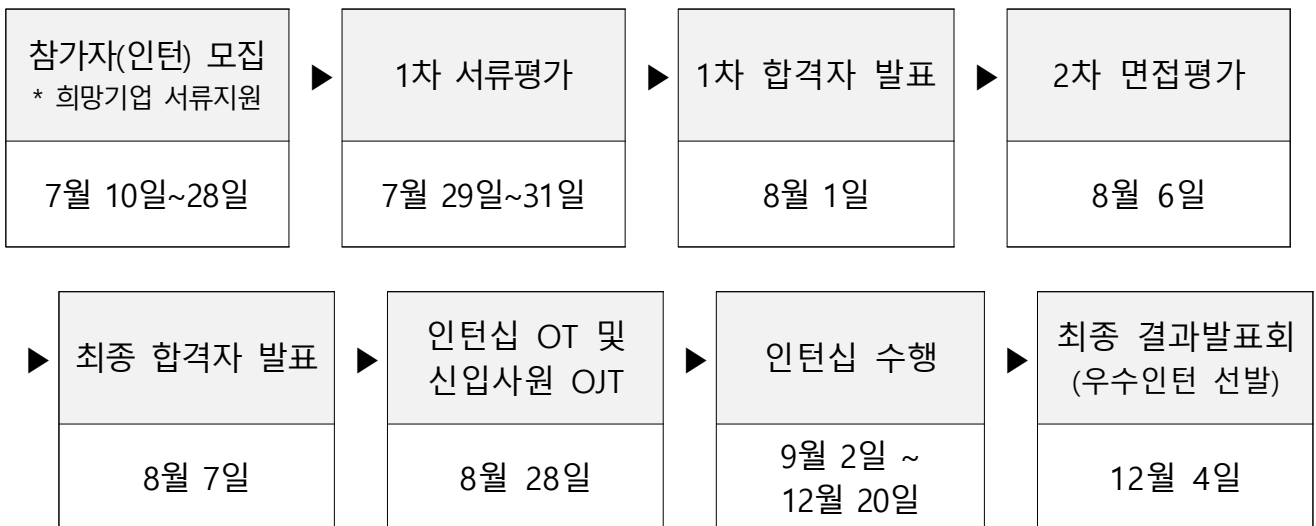 참가자(인턴) 모집
* 희망기업 서류지원
7월 10일~28일
▶
1차 서류평가
7월 29일~31일
▶
1차 합격자 발표
8월 1일
▶
2차 면접평가
8월 6일
▶
최종 합격자 발표
8월 7일
▶
인턴십 OT 및
신입사원 OJT
8월 28일
▶
인턴십 수행
9월 2일 ~
12월 20일
▶
최종 결과발표회
(우수인턴 선발)
12월 4일